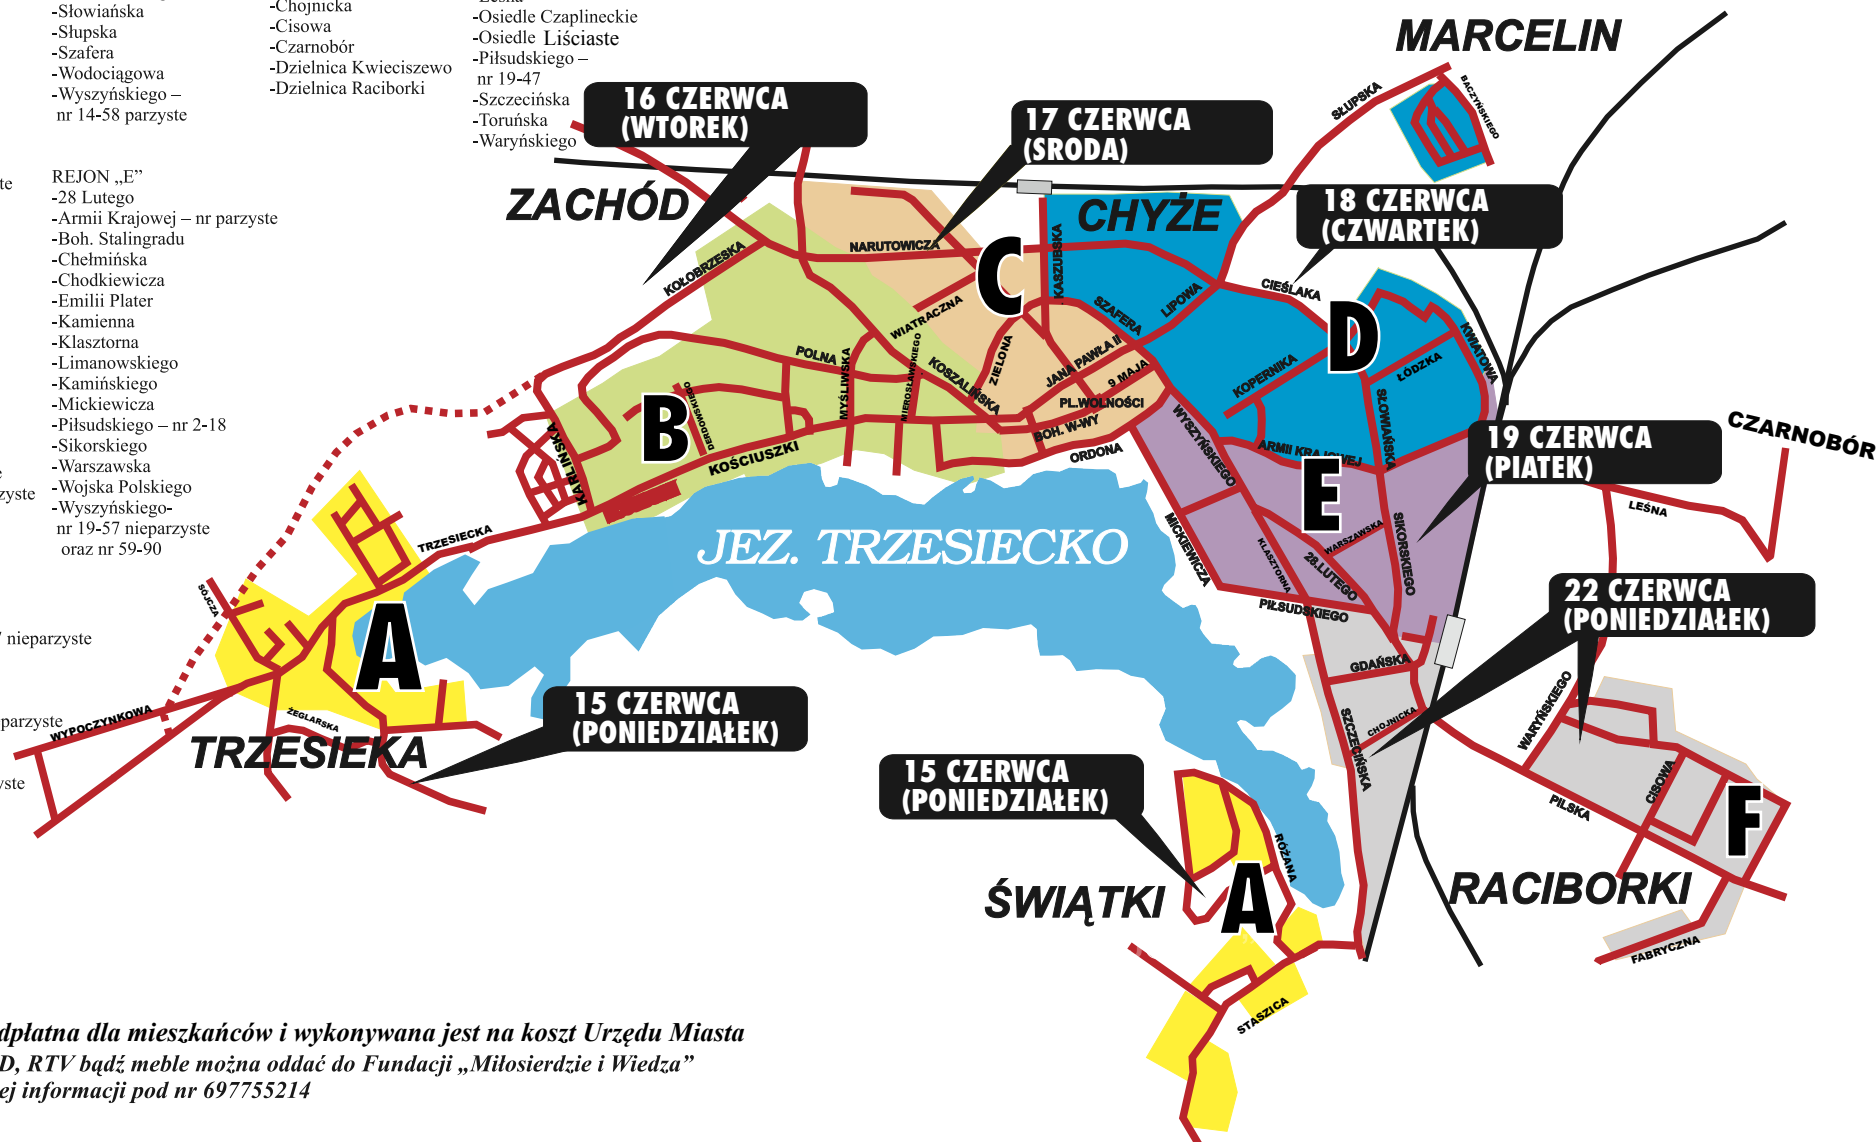 -Słowiańska
-Słupska
-Szafera
-Wodociągowa
-Wyszyńskiego –
nr 14-58 parzyste
-Chojnicka
-Cisowa
-Czarnobór
-Dzielnica Kwieciszewo
-Dzielnica Raciborki
-Osiedle Czaplineckie
-Osiedle Liściaste
-Piłsudskiego –
nr 19-47
-Szczecińska
-Toruńska
-Waryńskiego
REJON „E”
-28 Lutego
-Armii Krajowej – nr parzyste
-Boh. Stalingradu
-Chełmińska
-Chodkiewicza
-Emilii Plater
-Kamienna
-Klasztorna
-Limanowskiego
-Kamińskiego
-Mickiewicza
-Piłsudskiego – nr 2-18
-Sikorskiego
-Warszawska
-Wojska Polskiego
-Wyszyńskiego-
nr 19-57 nieparzyste
oraz nr 59-90
nieparzyste
parzyste
16 CZERWCA
(WTOREK)
17 CZERWCA
(SRODA)
18 CZERWCA
(CZWARTEK)
19 CZERWCA
(PIATEK)
22 CZERWCA
(PONIEDZIAŁEK)
15 CZERWCA
(PONIEDZIAŁEK)
15 CZERWCA
(PONIEDZIAŁEK)
MARCELIN
ZACHÓD
CHYŻE
CZARNOBÓR
TRZESIEKA
ŚWIĄTKI
RACIBORKI
JEZ. TRZESIECKO
A
B
C
D
E
F
A
SŁUPSKA
BACZYŃSKIEGO
NARUTOWICZA
KOŁOBRZESKA
KASZUBSKA
WIATRACZNA
SZAFERA
LIPOWA
CIEŚLAKA
KWIATOWA
ŁÓDZKA
KOPERNIKA
SŁOWIAŃSKA
POLNA
MYŚLIWSKA
MIEROSŁAWSKIEGO
KOSZALIŃSKA
ZIELONA
JANA PAWŁA II
9 MAJA
PL.WOLNOŚCI
BOH. W-WY
ORDONA
DERDOWSKIEGO
KOŚCIUSZKI
KARLIŃSKA
TRZESIECKA
WYSZYŃSKIEGO
ARMII KRAJOWEJ
MICKIEWICZA
KLASZTORNA
WARSZAWSKA
28.LUTEGO
SIKORSKIEGO
PIŁSUDSKIEGO
LEŚNA
GDAŃSKA
CHOJNICKA
SZCZECIŃSKA
WARYŃSKIEGO
CISOWA
PILSKA
FABRYCZNA
SÓJCZA
WYPOCZYNKOWA
ŻEGLARSKA
RÓŻANA
STASZICA
dpłatna dla mieszkańców i wykonywana jest na koszt Urzędu Miasta
D, RTV bądź meble można oddać do Fundacji „Miłosierdzie i Wiedza”
ej informacji pod nr 697755214